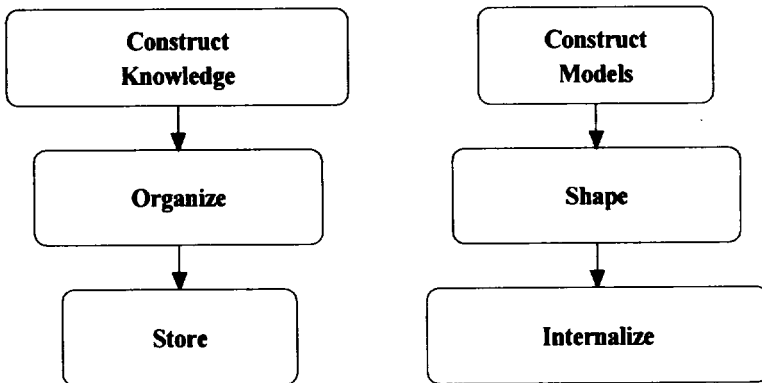 Construct
Knowledge
Organize
Store
Construct
Models
Shape
Internalize